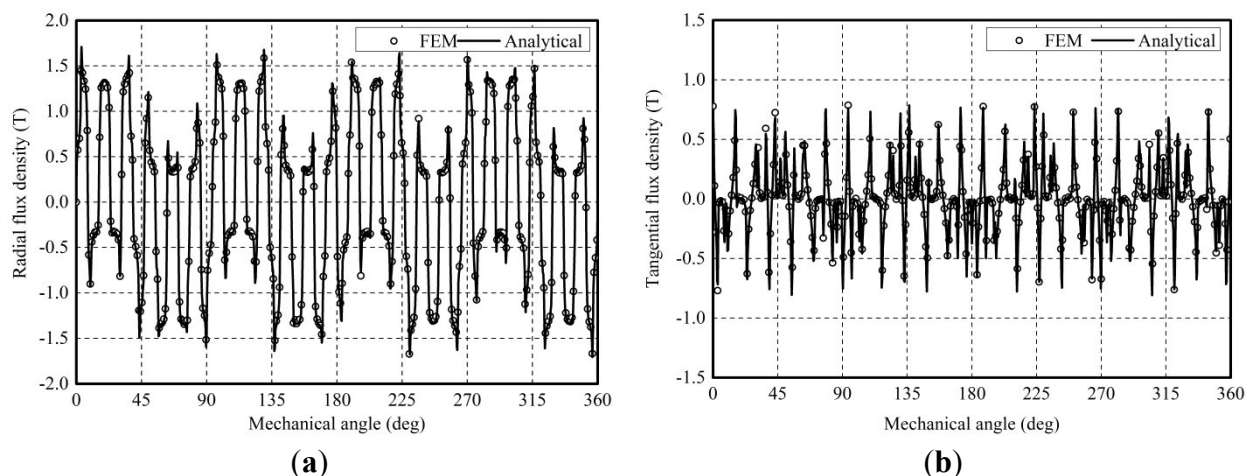 FEM Analytical
Radial flux density (T)
2.0
1.5
1.0
0.5
0.0
-0.5
-1.0
-1.5
-2.0
0 45 90 135 180 225 270 315 360
Mechanical angle (deg)
(a)
FEM Analytical
Tangential flux density (T)
1.5
1.0
0.5
0.0
-0.5
-1.0
-1.5
0 45 90 135 180 225 270 315 360
Mechanical angle (deg)
(b)